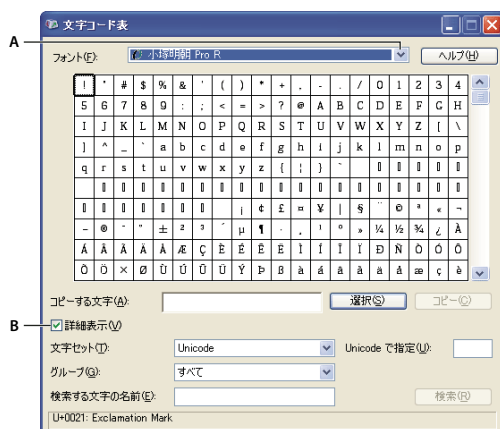 文字コード表
A
フォント(F):
小塚明朝 Pro R
ヘルプ(H)
! " # $ % & ' ( ) * + , - . / 0 1 2 3 4
5 6 7 8 9 : ; < = > ? @ A B C D E F G H
I J K L M N O P Q R S T U V W X Y Z [ \
] ^ _ ` a b c d e f g h i j k l m n o p
q r s t u v w x y z { | } ~
¡ ¢ £ ¤ ¥ ¦ § ¨ © ª « ¬
- ® ¯ ° ± ² ³ ´ µ ¶ · ¸ ¹ º » ¼ ½ ¾ ¿ À
Á Â Ã Ä Å Æ Ç È É Ê Ë Ì Í Î Ï Ð Ñ Ò Ó Ô
Õ Ö × Ø Ù Ú Û Ü Ý Þ ß à á â ã ä å æ ç è
コピーする文字(A):
選択(S)
コピー(C)
B
詳細表示(V)
文字セット(T):
Unicode
Unicode で指定(U):
グループ(G):
すべて
検索する文字の名前(E):
検索(R)
U+0021: Exclamation Mark